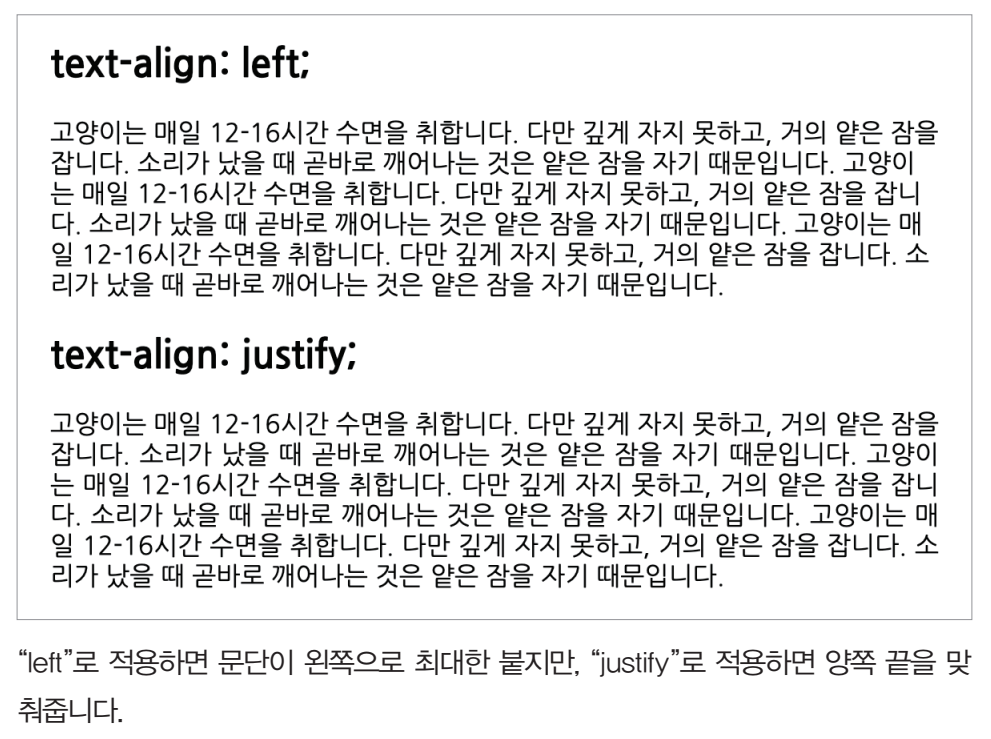 text-align: left;
고양이는 매일 12-16시간 수면을 취합니다. 다만 깊게 자지 못하고, 거의 얕은 잠을
잡니다. 소리가 났을 때 곧바로 깨어나는 것은 얕은 잠을 자기 때문입니다. 고양이
는 매일 12-16시간 수면을 취합니다. 다만 깊게 자지 못하고, 거의 얕은 잠을 잡니
다. 소리가 났을 때 곧바로 깨어나는 것은 얕은 잠을 자기 때문입니다. 고양이는 매
일 12-16시간 수면을 취합니다. 다만 깊게 자지 못하고, 거의 얕은 잠을 잡니다. 소
리가 났을 때 곧바로 깨어나는 것은 얕은 잠을 자기 때문입니다.
text-align: justify;
고양이는 매일 12-16시간 수면을 취합니다. 다만 깊게 자지 못하고, 거의 얕은 잠을
잡니다. 소리가 났을 때 곧바로 깨어나는 것은 얕은 잠을 자기 때문입니다. 고양이
는 매일 12-16시간 수면을 취합니다. 다만 깊게 자지 못하고, 거의 얕은 잠을 잡니
다. 소리가 났을 때 곧바로 깨어나는 것은 얕은 잠을 자기 때문입니다. 고양이는 매
일 12-16시간 수면을 취합니다. 다만 깊게 자지 못하고, 거의 얕은 잠을 잡니다. 소
리가 났을 때 곧바로 깨어나는 것은 얕은 잠을 자기 때문입니다.
“left”로 적용하면 문단이 왼쪽으로 최대한 붙지만, “justify”로 적용하면 양쪽 끝을 맞
춰줍니다.